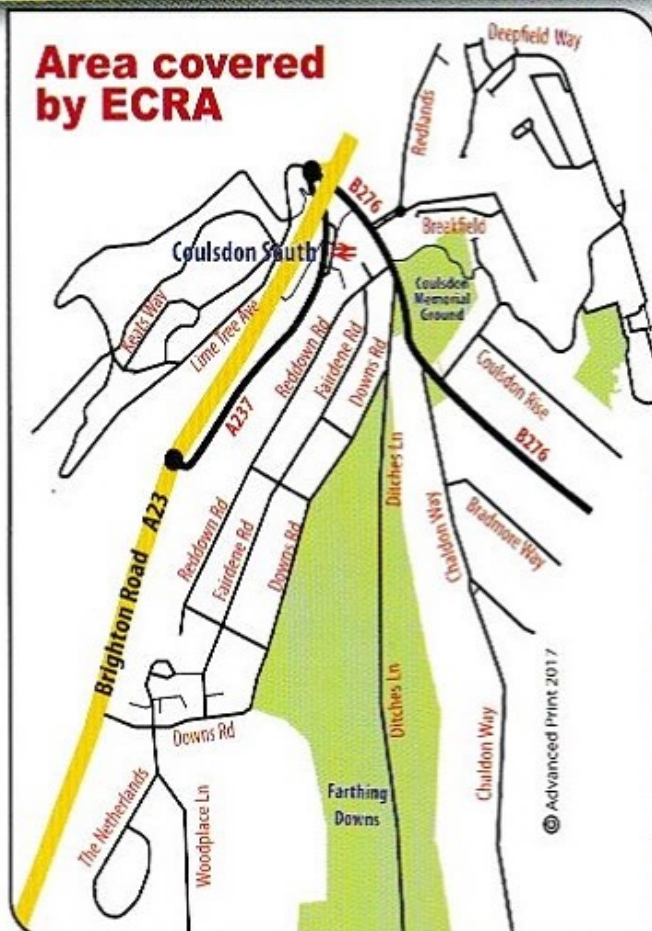 Area covered
by ECRA
Deepfield Way
Redlands
B276
Breakfield
Coulsdon South
Coulsdon
Memorial
Ground
Keats Way
Lime Tree Ave
Reddown Rd
Fairdene Rd
Downs Rd
A237
Coulsdon Rise
B276
Ditches Ln
Chaldon Way
Bradmore Way
Brighton Road A23
Reddown Rd
Fairdene Rd
Downs Rd
Ditches Ln
Chaldon Way
© Advanced Print 2017
Downs Rd
The Netherlands
Woodplace Ln
Farthing
Downs